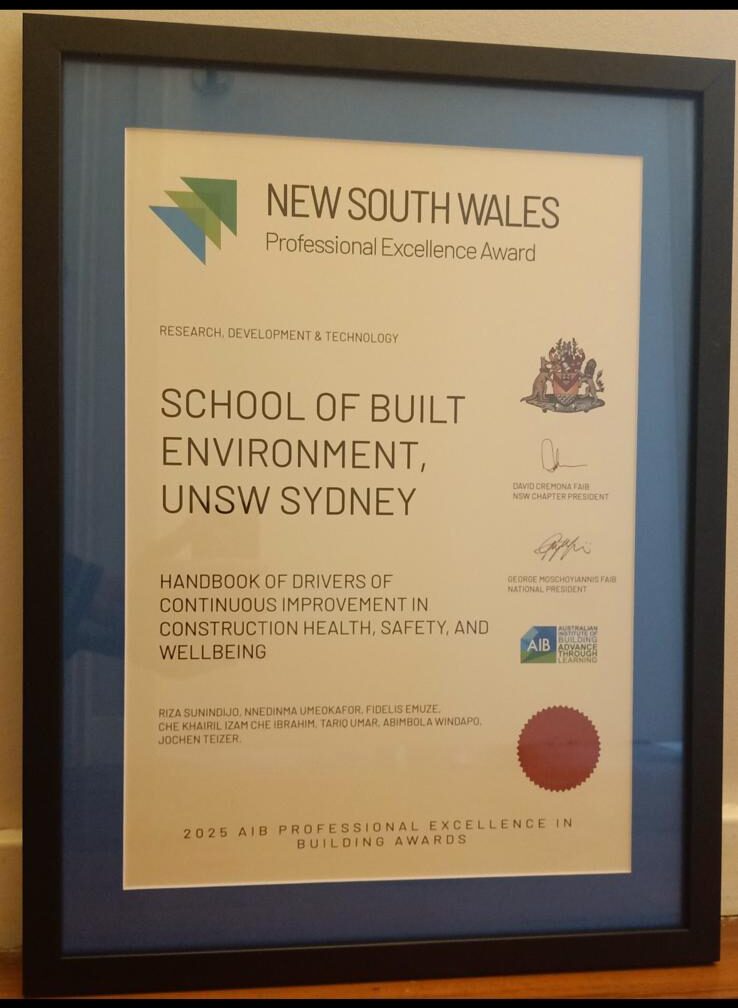 NEW SOUTH WALES
Professional Excellence Award
RESEARCH, DEVELOPMENT & TECHNOLOGY
SCHOOL OF BUILT
ENVIRONMENT,
UNSW SYDNEY
DAVID CREMONA FAIB
NSW CHAPTER PRESIDENT
HANDBOOK OF DRIVERS OF
CONTINUOUS IMPROVEMENT IN
CONSTRUCTION HEALTH, SAFETY, AND
WELLBEING
GEORGE MOSCHOYIANNIS FAIB
NATIONAL PRESIDENT
AIB
AUSTRALIAN
INSTITUTE OF
BUILDING
ADVANCE
THROUGH
LEARNING
RIZA SUNINDIJO, NNEDINMA UMEOKAFOR, FIDELIS EMUZE,
CHE KHAIRIL IZAM CHE IBRAHIM, TARIQ UMAR, ABIMBOLA WINDAPO,
JOCHEN TEIZER.
2025 AIB PROFESSIONAL EXCELLENCE IN
BUILDING AWARDS